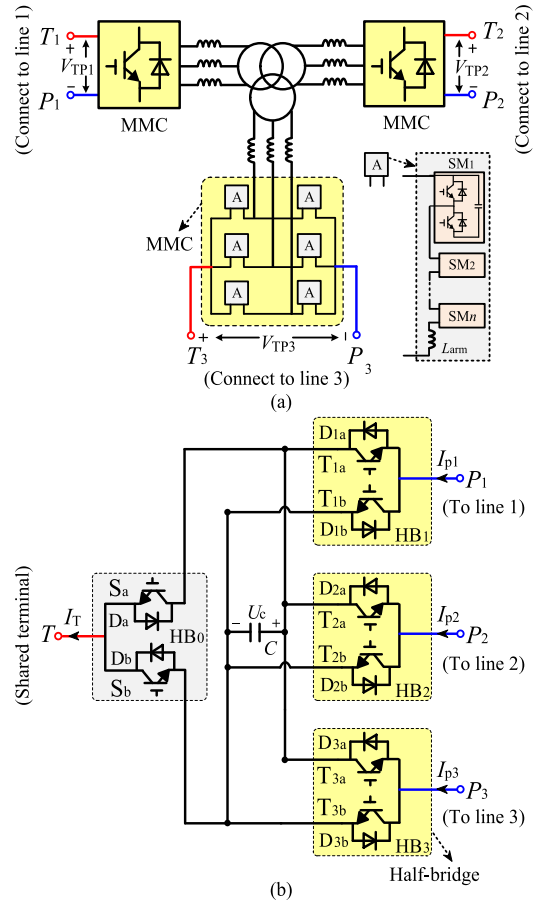 (Connect to line 1)
T1
+
VTP1
P1
−
MMC
MMC
T2
+
VTP2
P2
−
(Connect to line 2)
MMC
A
A
A
A
A
A
T3
+
VTP3
−
P3
(Connect to line 3)
A
SM1
SM2
SMn
Larm
(a)
(Shared terminal)
T
IT
Sa
Da
Db
Sb
HB0
−
Uc
+
C
D1a
T1a
T1b
D1b
HB1
Ip1
P1
(To line 1)
D2a
T2a
T2b
D2b
HB2
Ip2
P2
(To line 2)
D3a
T3a
T3b
D3b
HB3
Ip3
P3
(To line 3)
Half-bridge
(b)